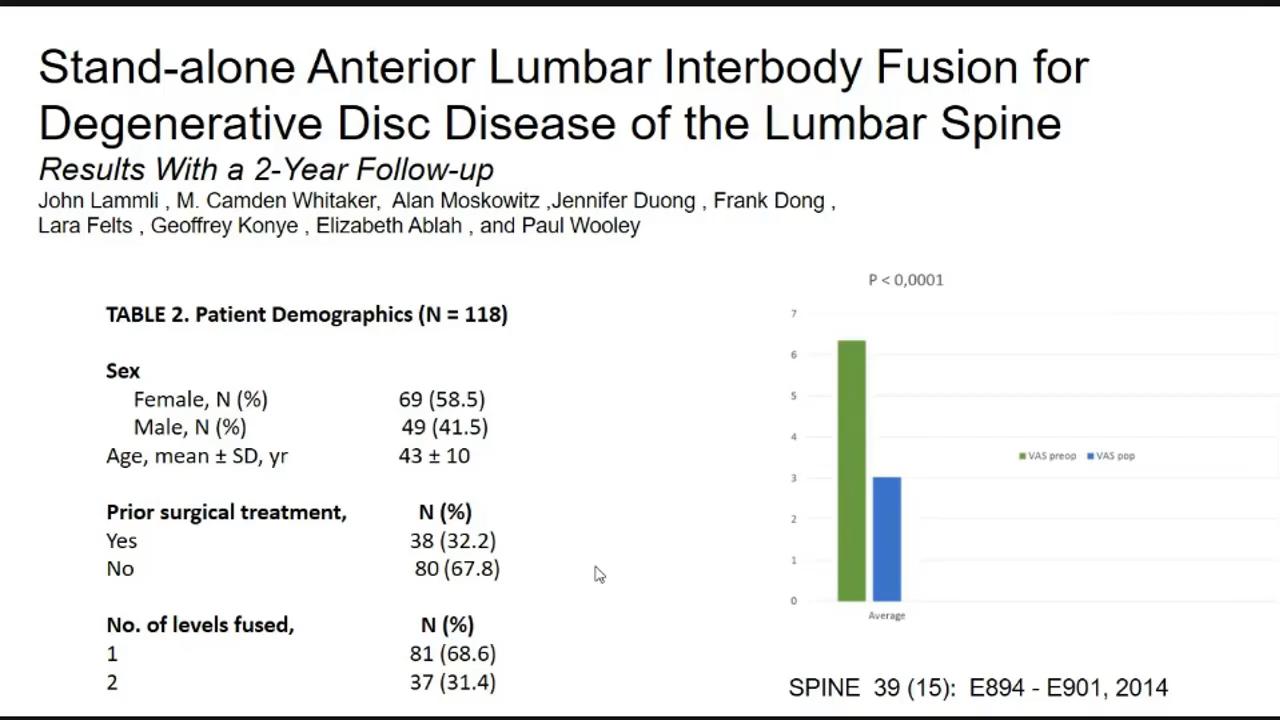 Stand-alone Anterior Lumbar Interbody Fusion for
Degenerative Disc Disease of the Lumbar Spine
Results With a 2-Year Follow-up
John Lammli , M. Camden Whitaker, Alan Moskowitz ,Jennifer Duong , Frank Dong ,
Lara Felts , Geoffrey Konye , Elizabeth Ablah , and Paul Wooley
TABLE 2. Patient Demographics (N = 118)
Sex
Female, N (%) 69 (58.5)
Male, N (%) 49 (41.5)
Age, mean ± SD, yr 43 ± 10
Prior surgical treatment, N (%)
Yes 38 (32.2)
No 80 (67.8)
No. of levels fused, N (%)
1 81 (68.6)
2 37 (31.4)
P < 0,0001
7
6
5
4
3
2
1
0
Average
VAS preop VAS pop
SPINE 39 (15): E894 - E901, 2014